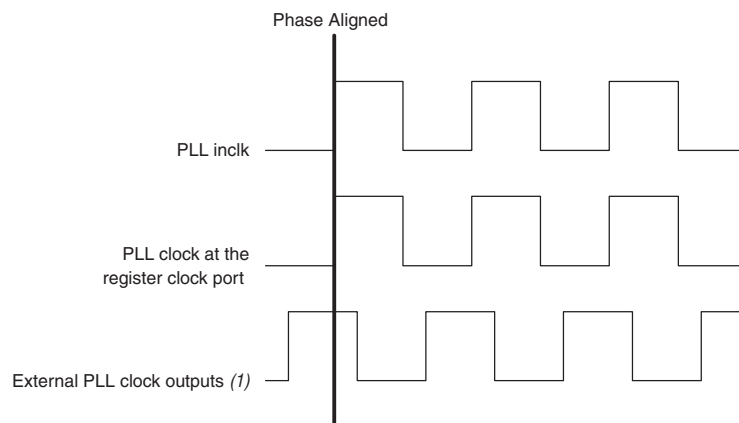 Phase Aligned
PLL inclk
PLL clock at the
register clock port
External PLL clock outputs (1)